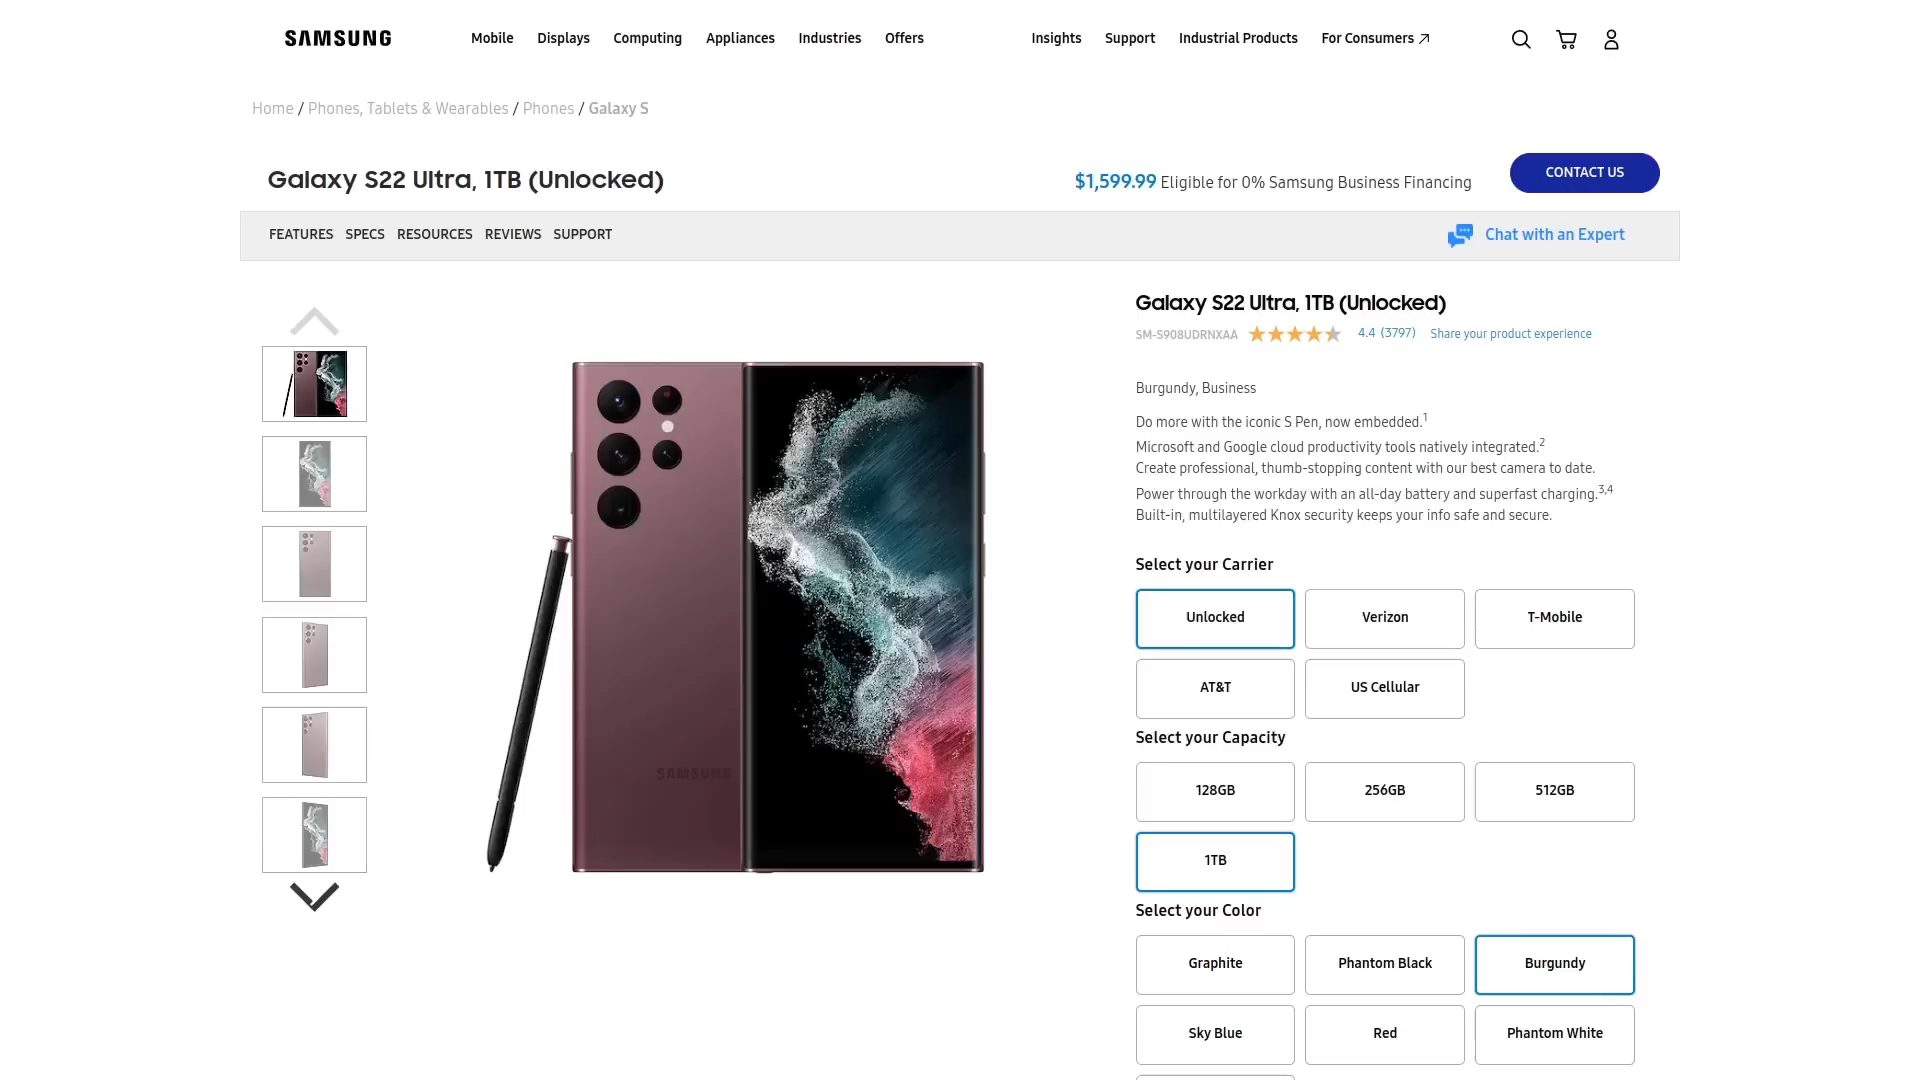 SAMSUNG
Mobile Displays Computing Appliances Industries Offers Insights Support Industrial Products For Consumers
Home / Phones, Tablets & Wearables / Phones / Galaxy S
Galaxy S22 Ultra, 1TB (Unlocked)
$1,599.99 Eligible for 0% Samsung Business Financing
CONTACT US
FEATURES SPECS RESOURCES REVIEWS SUPPORT
Chat with an Expert
SAMSUNG
Galaxy S22 Ultra, 1TB (Unlocked)
SM-S908UDRNXAA 4.4 (3797) Share your product experience
Burgundy, Business
Do more with the iconic S Pen, now embedded.1
Microsoft and Google cloud productivity tools natively integrated.2
Create professional, thumb-stopping content with our best camera to date.
Power through the workday with an all-day battery and superfast charging.3,4
Built-in, multilayered Knox security keeps your info safe and secure.
Select your Carrier
Unlocked Verizon T-Mobile
AT&T US Cellular
Select your Capacity
128GB 256GB 512GB
1TB
Select your Color
Graphite Phantom Black Burgundy
Sky Blue Red Phantom White